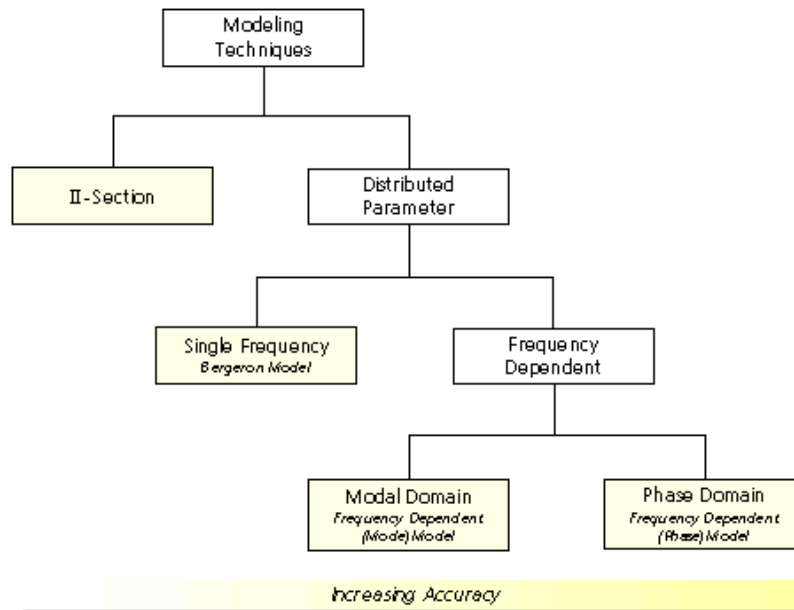 Modeling
Techniques
II-Section
Distributed
Parameter
Single Frequency
Bergeron Model
Frequency
Dependent
Modal Domain
Frequency Dependent
(Mode) Model
Phase Domain
Frequency Dependent
(Phase) Model
Increasing Accuracy